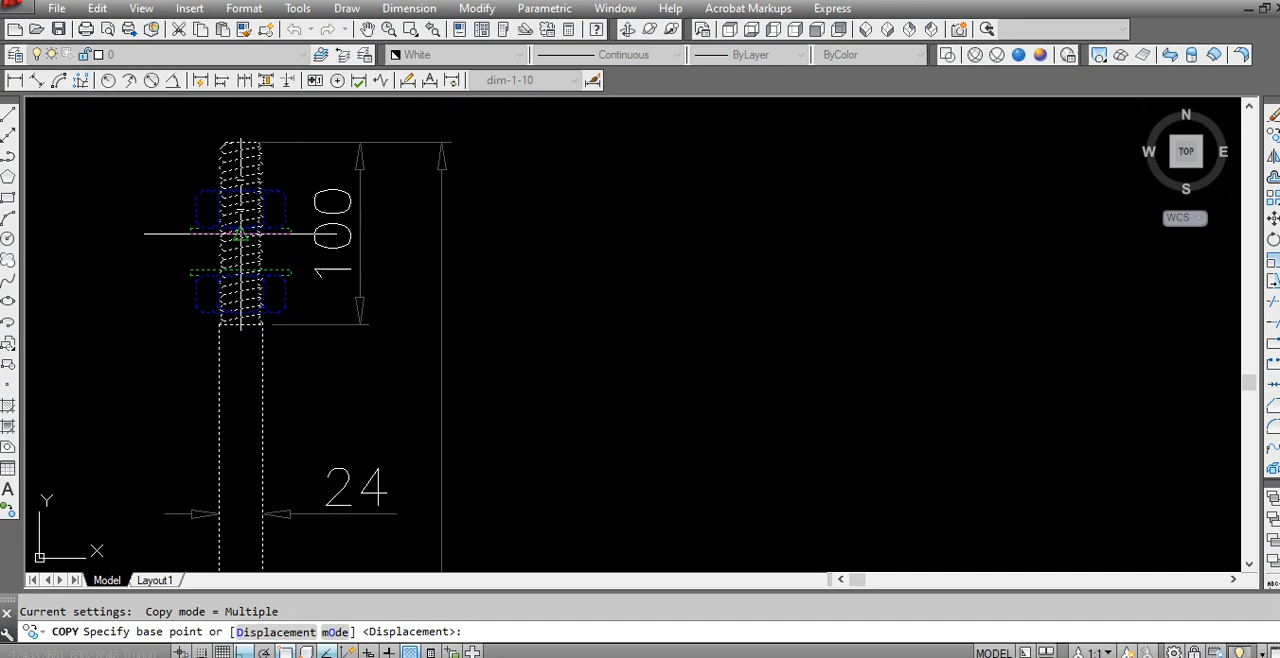 File Edit View Insert Format Tools Draw Dimension Modify Parametric Window Help Acrobat Markups Express
0 White Continuous ByLayer ByColor
dim-1-10
N
W TOP E
S
WCS
100
24
Y
X
Model Layout1
Current settings: Copy mode = Multiple
COPY Specify base point or [Displacement mOde] <Displacement>:
MODEL 1:1